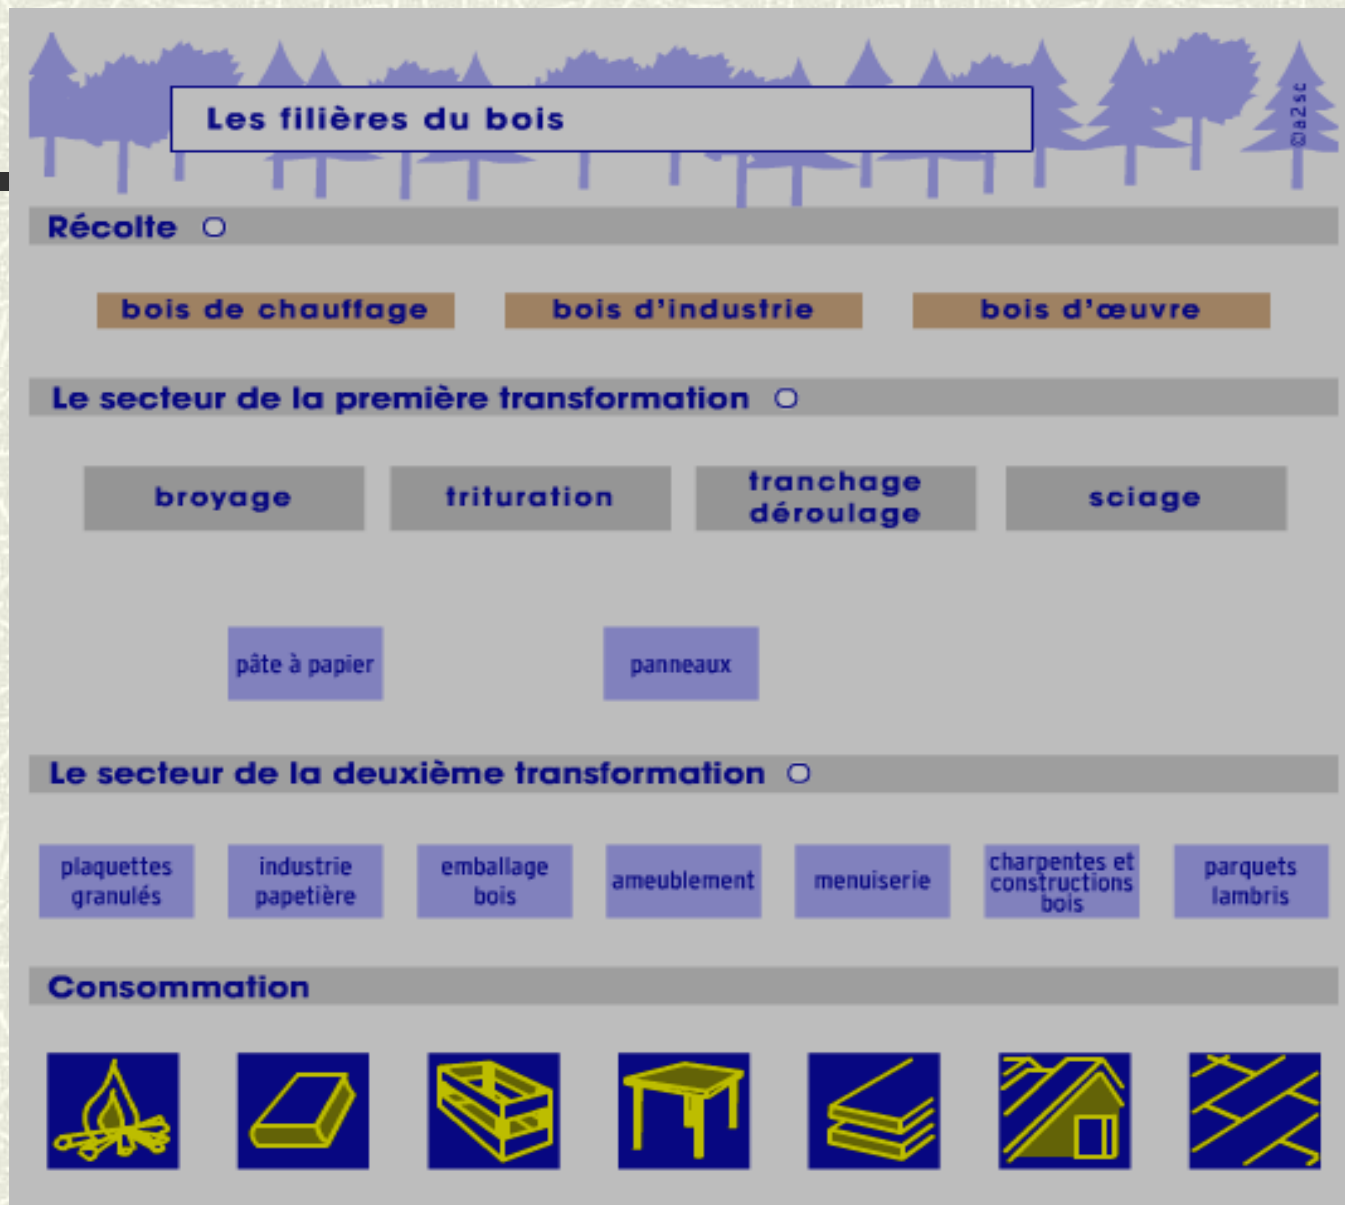 Les filières du bois
©a2sc
Récolte
bois de chauffage
bois d'industrie
bois d'œuvre
Le secteur de la première transformation
broyage
trituration
tranchage
déroulage
sciage
pâte à papier
panneaux
Le secteur de la deuxième transformation
plaquettes
granulés
industrie
papetière
emballage
bois
ameublement
menuiserie
charpentes et
constructions
bois
parquets
lambris
Consommation